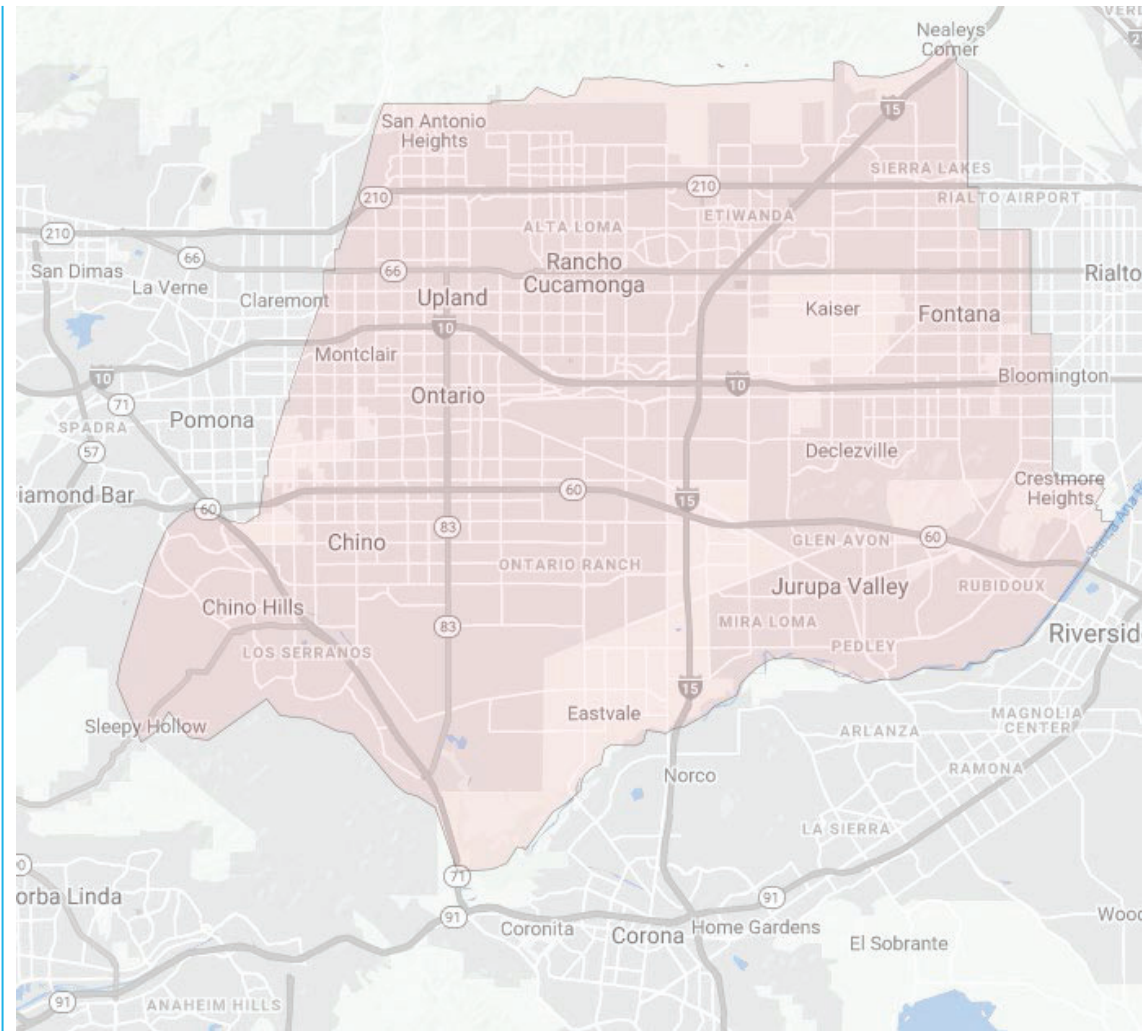 Nealeys
Corner
15
San Antonio
Heights
SIERRA LAKES
210
210
RIALTO AIRPORT
ETIWANDA
ALTA LOMA
210
66
Rancho
Cucamonga
66
San Dimas
La Verne
Claremont
Upland
Rialto
Kaiser
Fontana
10
Montclair
10
10
Bloomington
71
Ontario
Pomona
SPADRA
57
Declezville
Crestmore
Heights
iamond Bar
60
60
15
83
Chino
GLEN AVON
60
ONTARIO RANCH
Jurupa Valley
RUBIDOUX
Chino Hills
83
MIRA LOMA
Riversid
LOS SERRANOS
PEDLEY
15
Eastvale
Sleepy Hollow
MAGNOLIA
CENTER
ARLANZA
Norco
RAMONA
LA SIERRA
71
orba Linda
91
91
Coronita
Corona
Home Gardens
Wood
El Sobrante
91
ANAHEIM HILLS